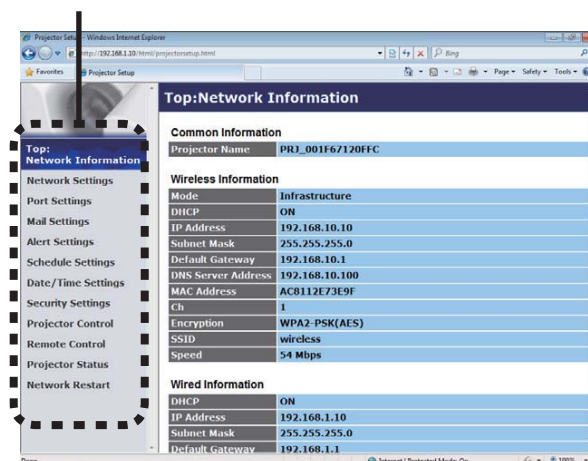 Projector Setup - Windows Internet Explorer
http://192.168.1.10/html/projectorsetup.html
Bing
Favorites Projector Setup Page Safety Tools
Top:Network Information
Top:
Network Information
Network Settings
Port Settings
Mail Settings
Alert Settings
Schedule Settings
Date/Time Settings
Security Settings
Projector Control
Remote Control
Projector Status
Network Restart
Common Information
Projector Name PRJ_001F67120FFC
Wireless Information
Mode Infrastructure
DHCP ON
IP Address 192.168.10.10
Subnet Mask 255.255.255.0
Default Gateway 192.168.10.1
DNS Server Address 192.168.10.100
MAC Address AC8112E73E9F
Ch 1
Encryption WPA2-PSK(AES)
SSID wireless
Speed 54 Mbps
Wired Information
DHCP ON
IP Address 192.168.1.10
Subnet Mask 255.255.255.0
Default Gateway 192.168.1.1
Done Internet | Protected Mode: On 100%